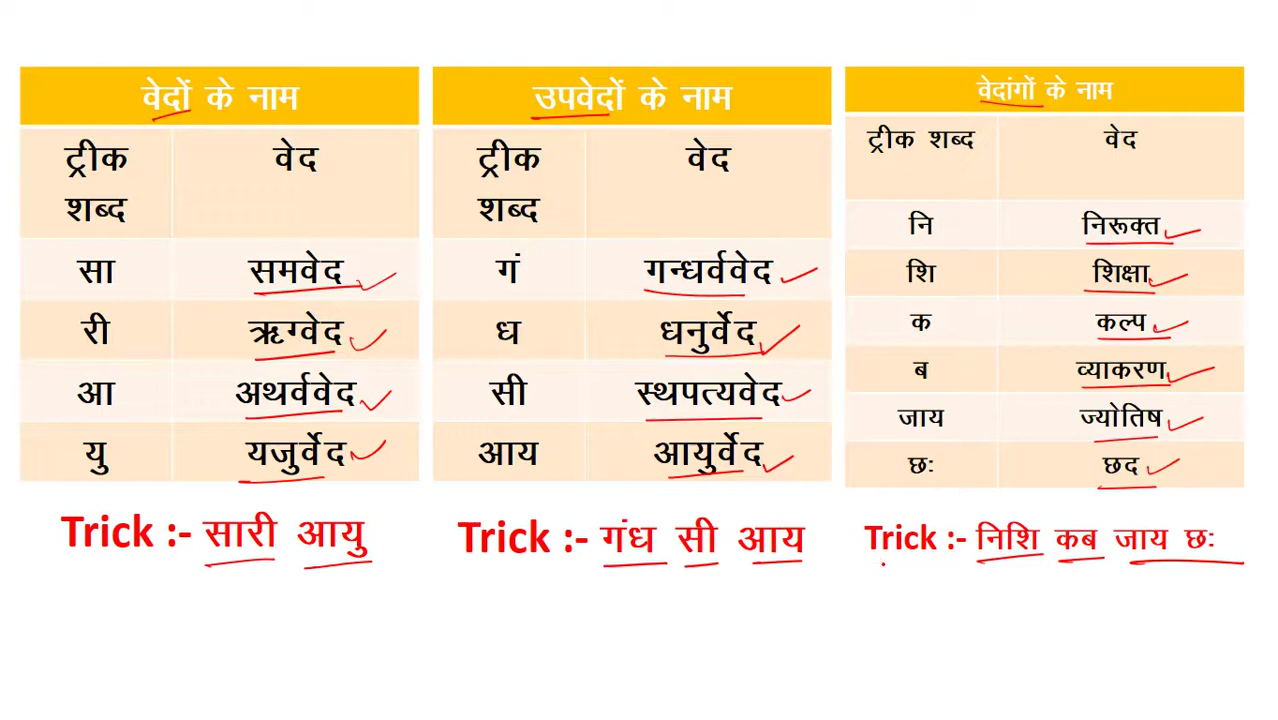 वेदों के नाम
ट्रीक वेद
शब्द
सा समवेद
री ऋग्वेद
आ अथर्ववेद
यु यजुर्वेद
Trick :- सारी आयु
उपवेदों के नाम
ट्रीक वेद
शब्द
गं गन्धर्ववेद
ध धनुर्वेद
सी स्थपत्यवेद
आय आयुर्वेद
Trick :- गंध सी आय
वेदांगों के नाम
ट्रीक शब्द वेद
नि निरूक्त
शि शिक्षा
क कल्प
ब व्याकरण
जाय ज्योतिष
छः छद
Trick :- निशि कब जाय छः